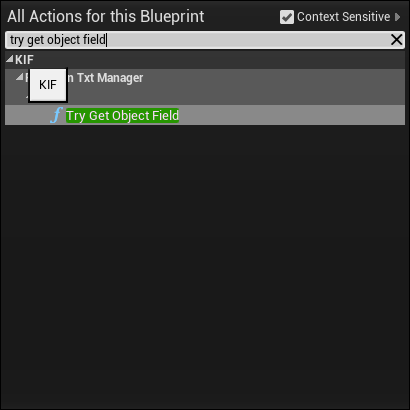 All Actions for this Blueprint
Context Sensitive
try get object field
KIF
n Txt Manager
KIF
f Try Get Object Field